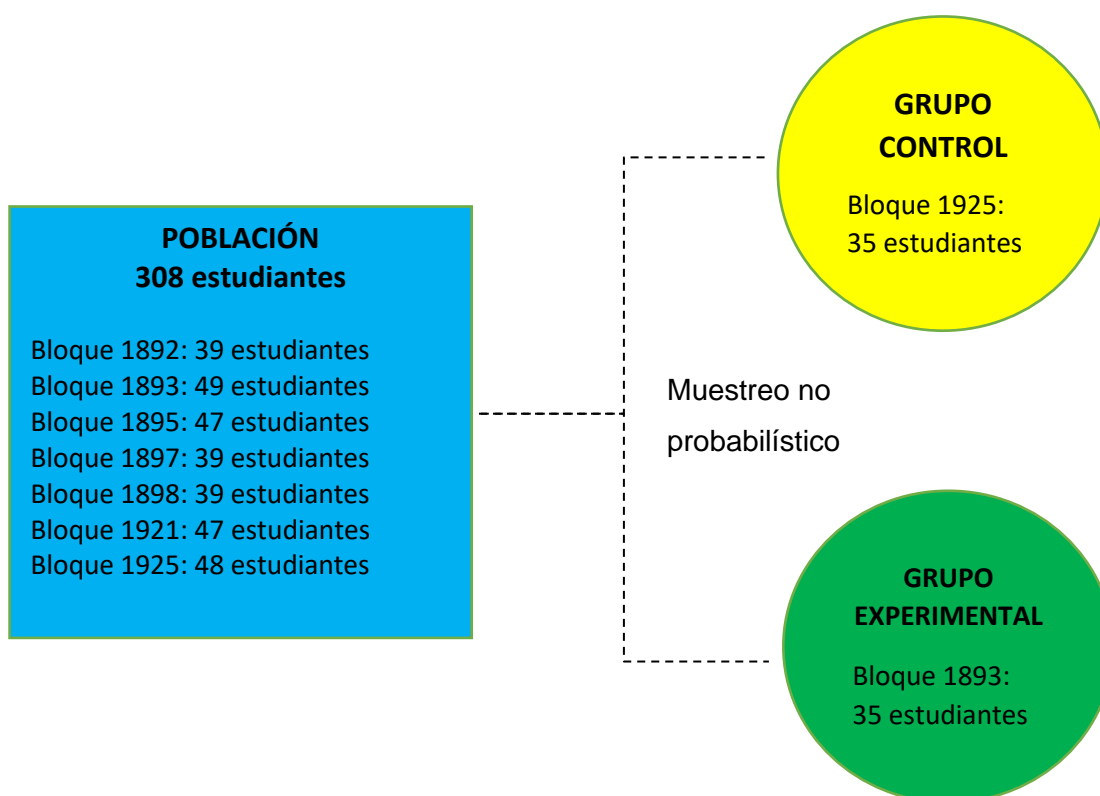 POBLACIÓN
308 estudiantes
Bloque 1892: 39 estudiantes
Bloque 1893: 49 estudiantes
Bloque 1895: 47 estudiantes
Bloque 1897: 39 estudiantes
Bloque 1898: 39 estudiantes
Bloque 1921: 47 estudiantes
Bloque 1925: 48 estudiantes
Muestreo no
probabilístico
GRUPO
CONTROL
Bloque 1925:
35 estudiantes
GRUPO
EXPERIMENTAL
Bloque 1893:
35 estudiantes